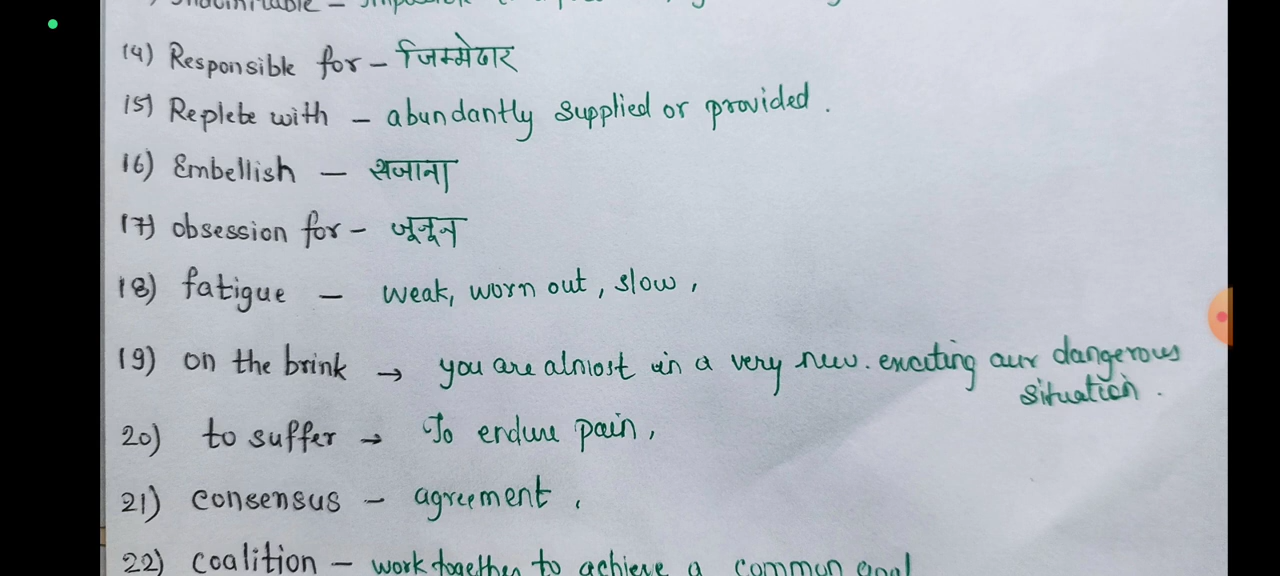 14) Responsible for - जिम्मेदार
15) Replete with - abundantly supplied or provided.
16) Embellish - सजाना
17) obsession for - जूनून
18) fatigue - weak, worn out, slow,
19) on the brink → you are almost in a very new. exacting aur dangerous
situation.
20) to suffer → To endure pain,
21) consensus - agreement.
22) coalition - work together to achieve a common goal